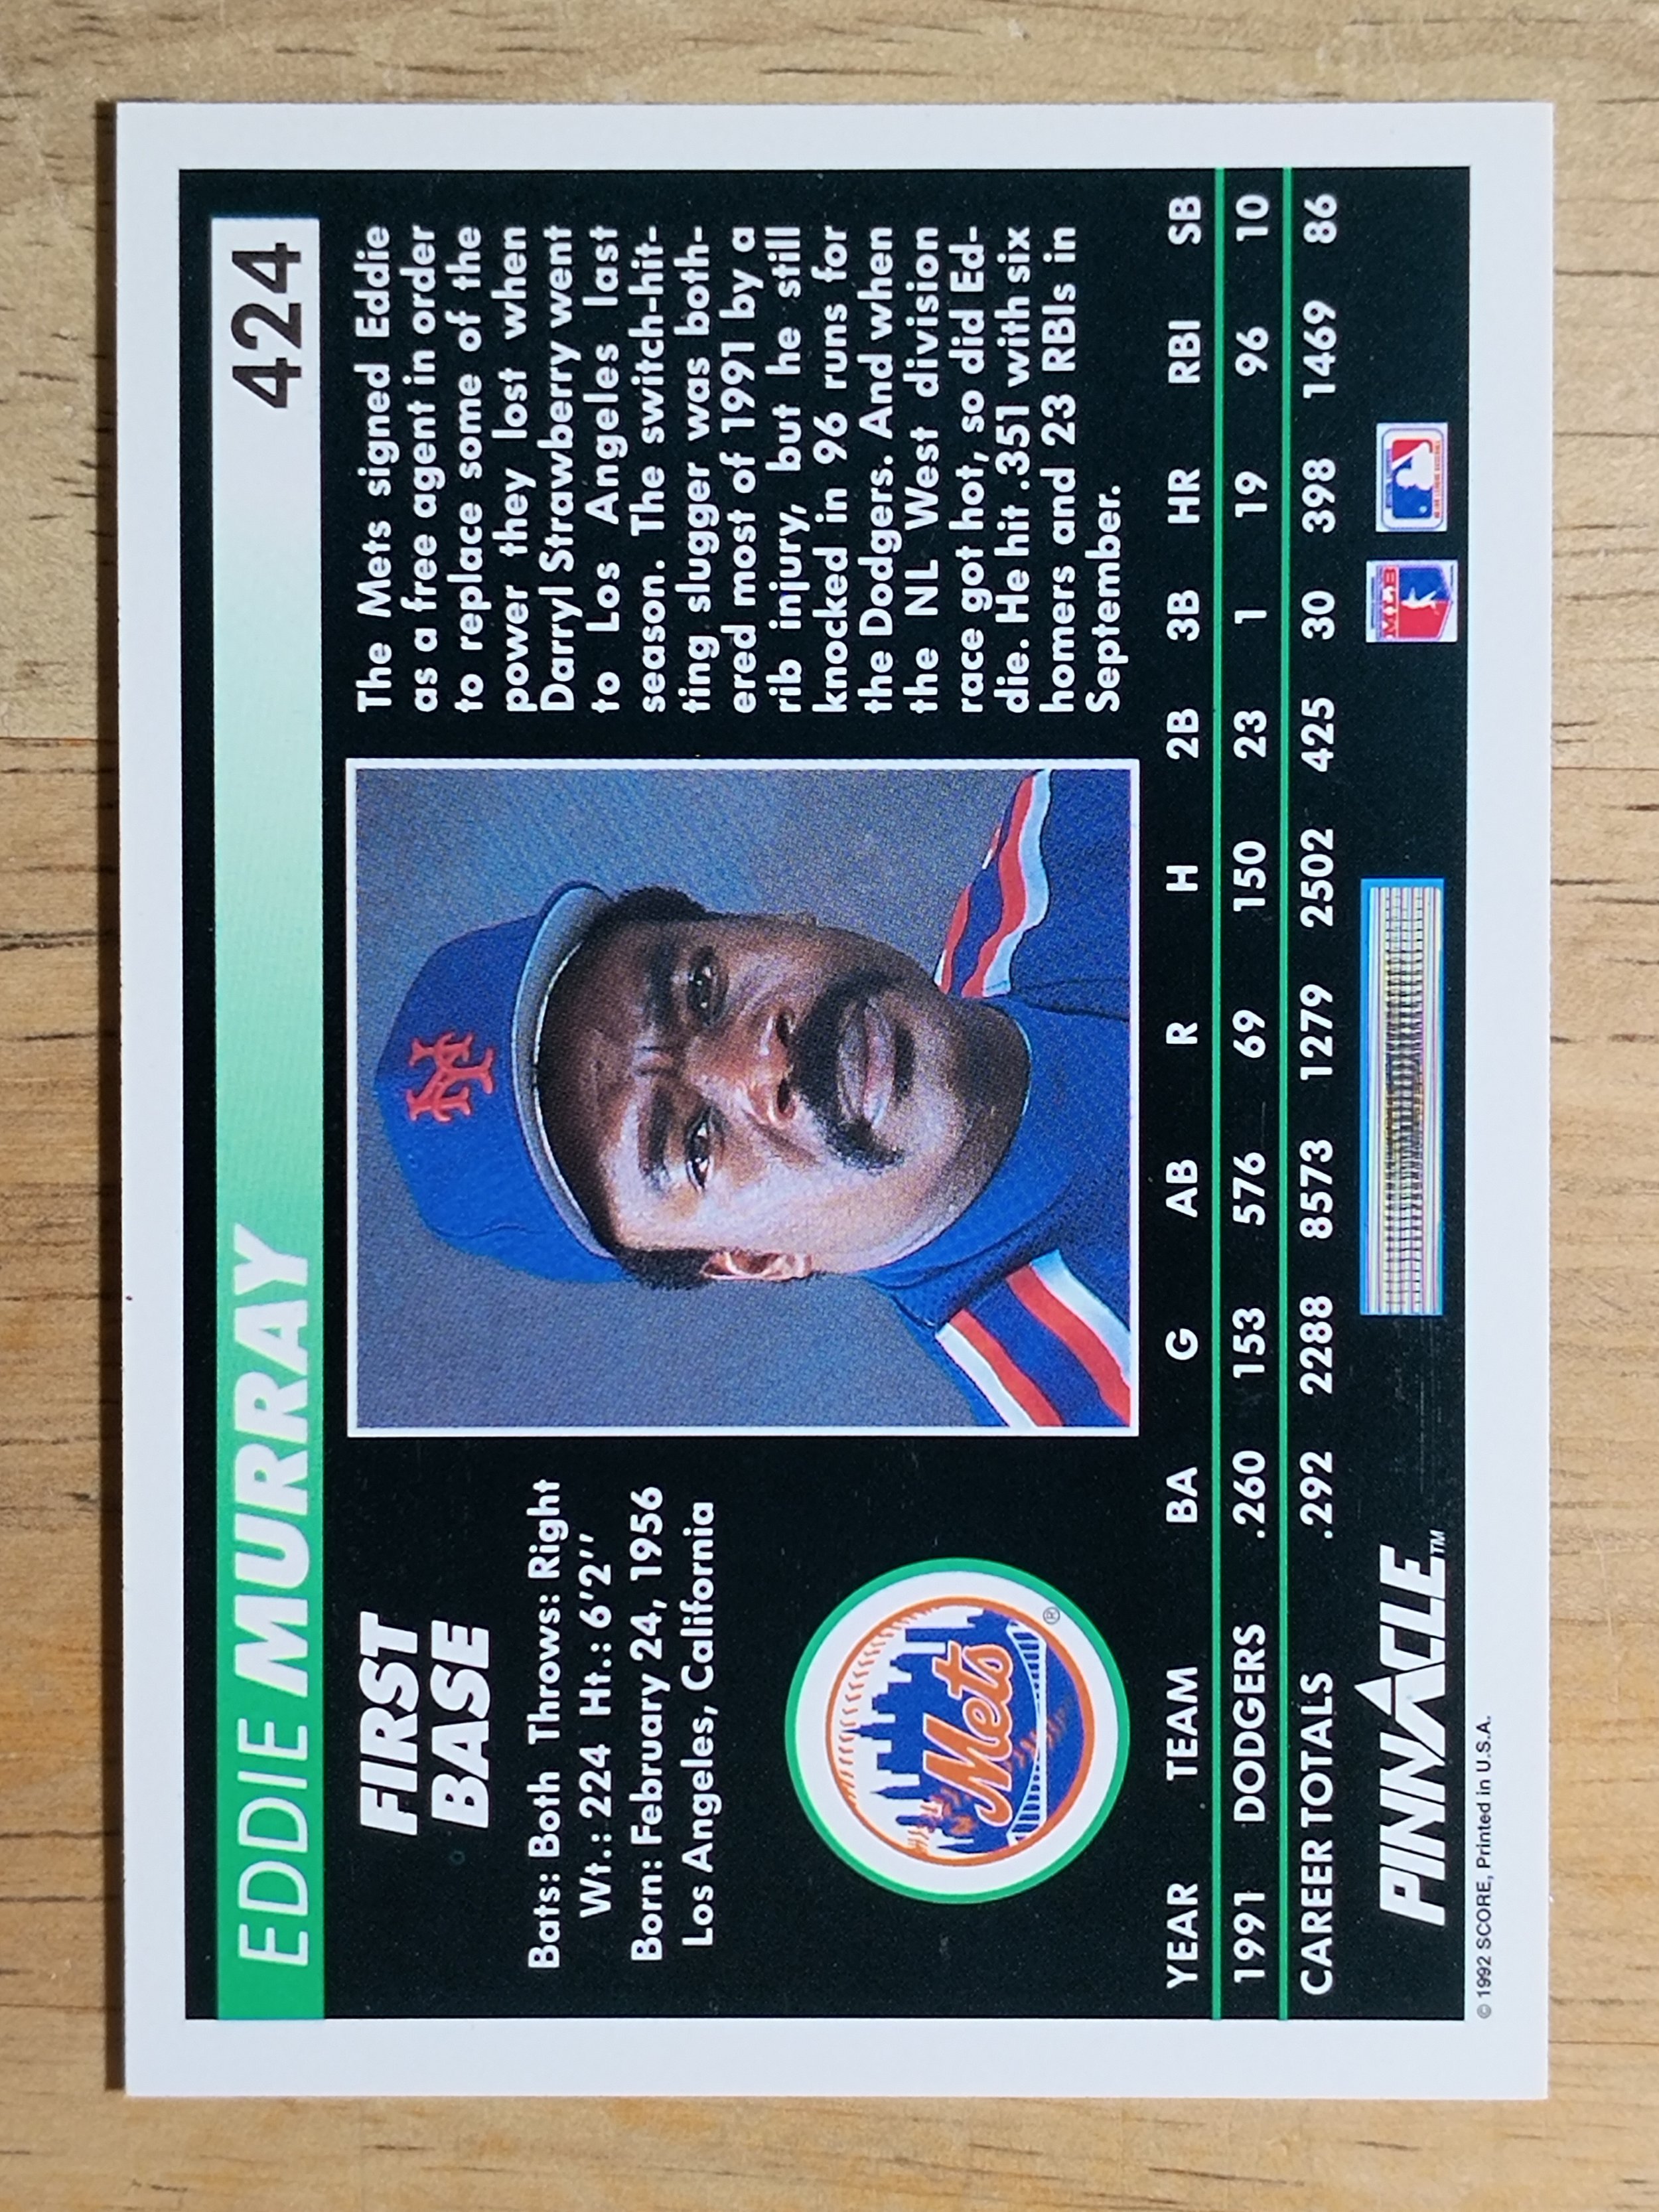 EDDIE MURRAY 424
FIRST
BASE
Bats: Both Throws: Right
Wt.: 224 Ht.: 6'2''
Born: February 24, 1956
Los Angeles, California
Mets
®
NY
The Mets signed Eddie
as a free agent in order
to replace some of the
power they lost when
Darryl Strawberry went
to Los Angeles last
season. The switch-hit-
ting slugger was both-
ered most of 1991 by a
rib injury, but he still
knocked in 96 runs for
the Dodgers. And when
the NL West division
race got hot, so did Ed-
die. He hit .351 with six
homers and 23 RBIs in
September.
YEAR TEAM BA G AB R H 2B 3B HR RBI SB
1991 DODGERS .260 153 576 69 150 23 1 19 96 10
CAREER TOTALS .292 2288 8573 1279 2502 425 30 398 1469 86
PINNACLE™
© 1992 SCORE, Printed in U.S.A.